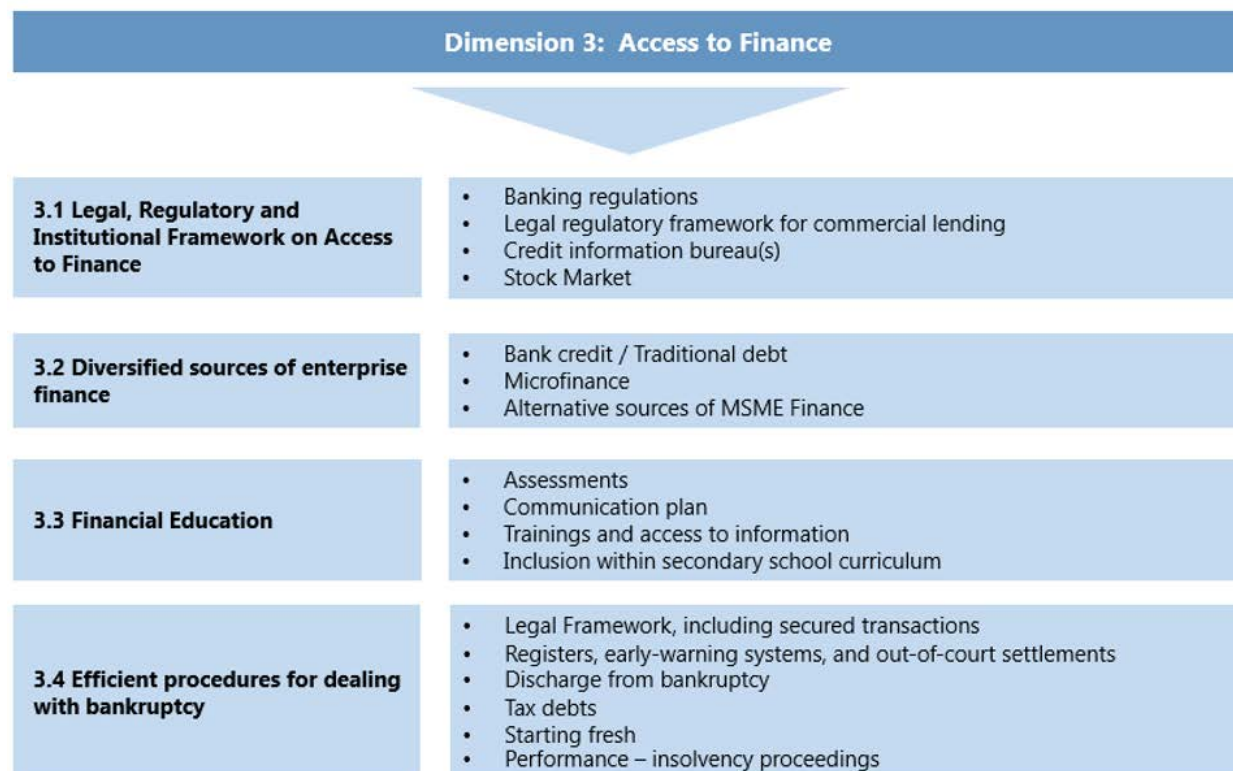 Dimension 3: Access to Finance
3.1 Legal, Regulatory and
Institutional Framework on Access
to Finance
• Banking regulations
• Legal regulatory framework for commercial lending
• Credit information bureau(s)
• Stock Market
3.2 Diversified sources of enterprise
finance
• Bank credit / Traditional debt
• Microfinance
• Alternative sources of MSME Finance
3.3 Financial Education
• Assessments
• Communication plan
• Trainings and access to information
• Inclusion within secondary school curriculum
3.4 Efficient procedures for dealing
with bankruptcy
• Legal Framework, including secured transactions
• Registers, early-warning systems, and out-of-court settlements
• Discharge from bankruptcy
• Tax debts
• Starting fresh
• Performance – insolvency proceedings